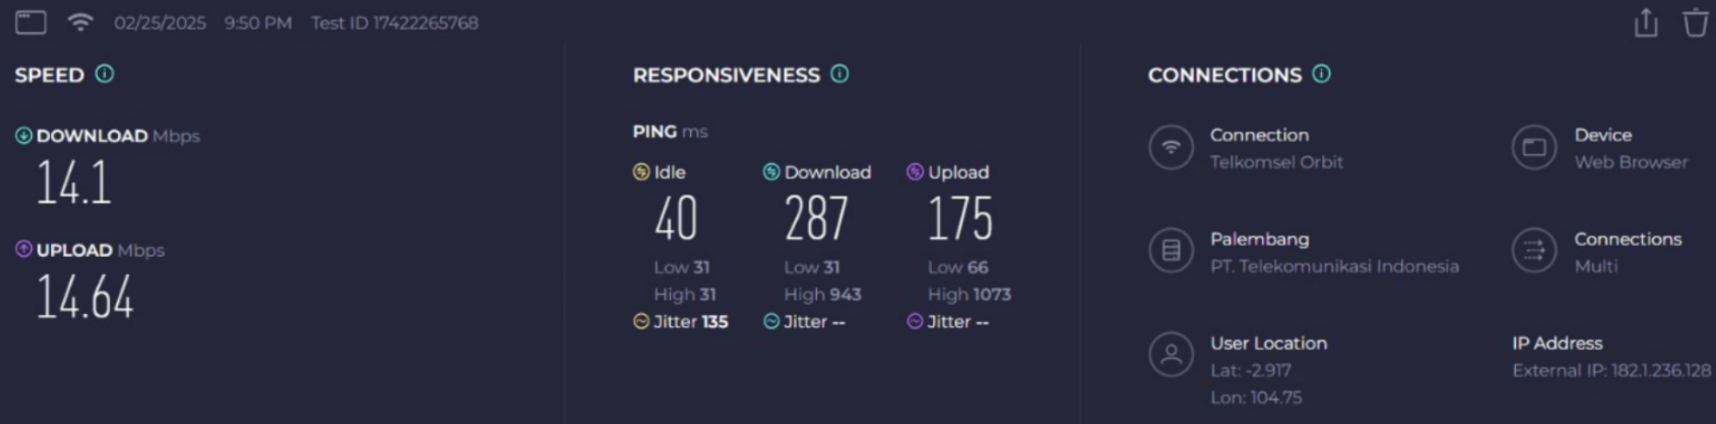 02/25/2025 9:50 PM Test ID 17422265768
SPEED
DOWNLOAD Mbps
14.1
UPLOAD Mbps
14.64
RESPONSIVENESS
PING ms
Idle
40
Low 31
High 31
Jitter 135
Download
287
Low 31
High 943
Jitter --
Upload
175
Low 66
High 1073
Jitter --
CONNECTIONS
Connection
Telkomsel Orbit
Device
Web Browser
Palembang
PT. Telekomunikasi Indonesia
Connections
Multi
User Location
Lat: -2.917
Lon: 104.75
IP Address
External IP: 182.1.236.128